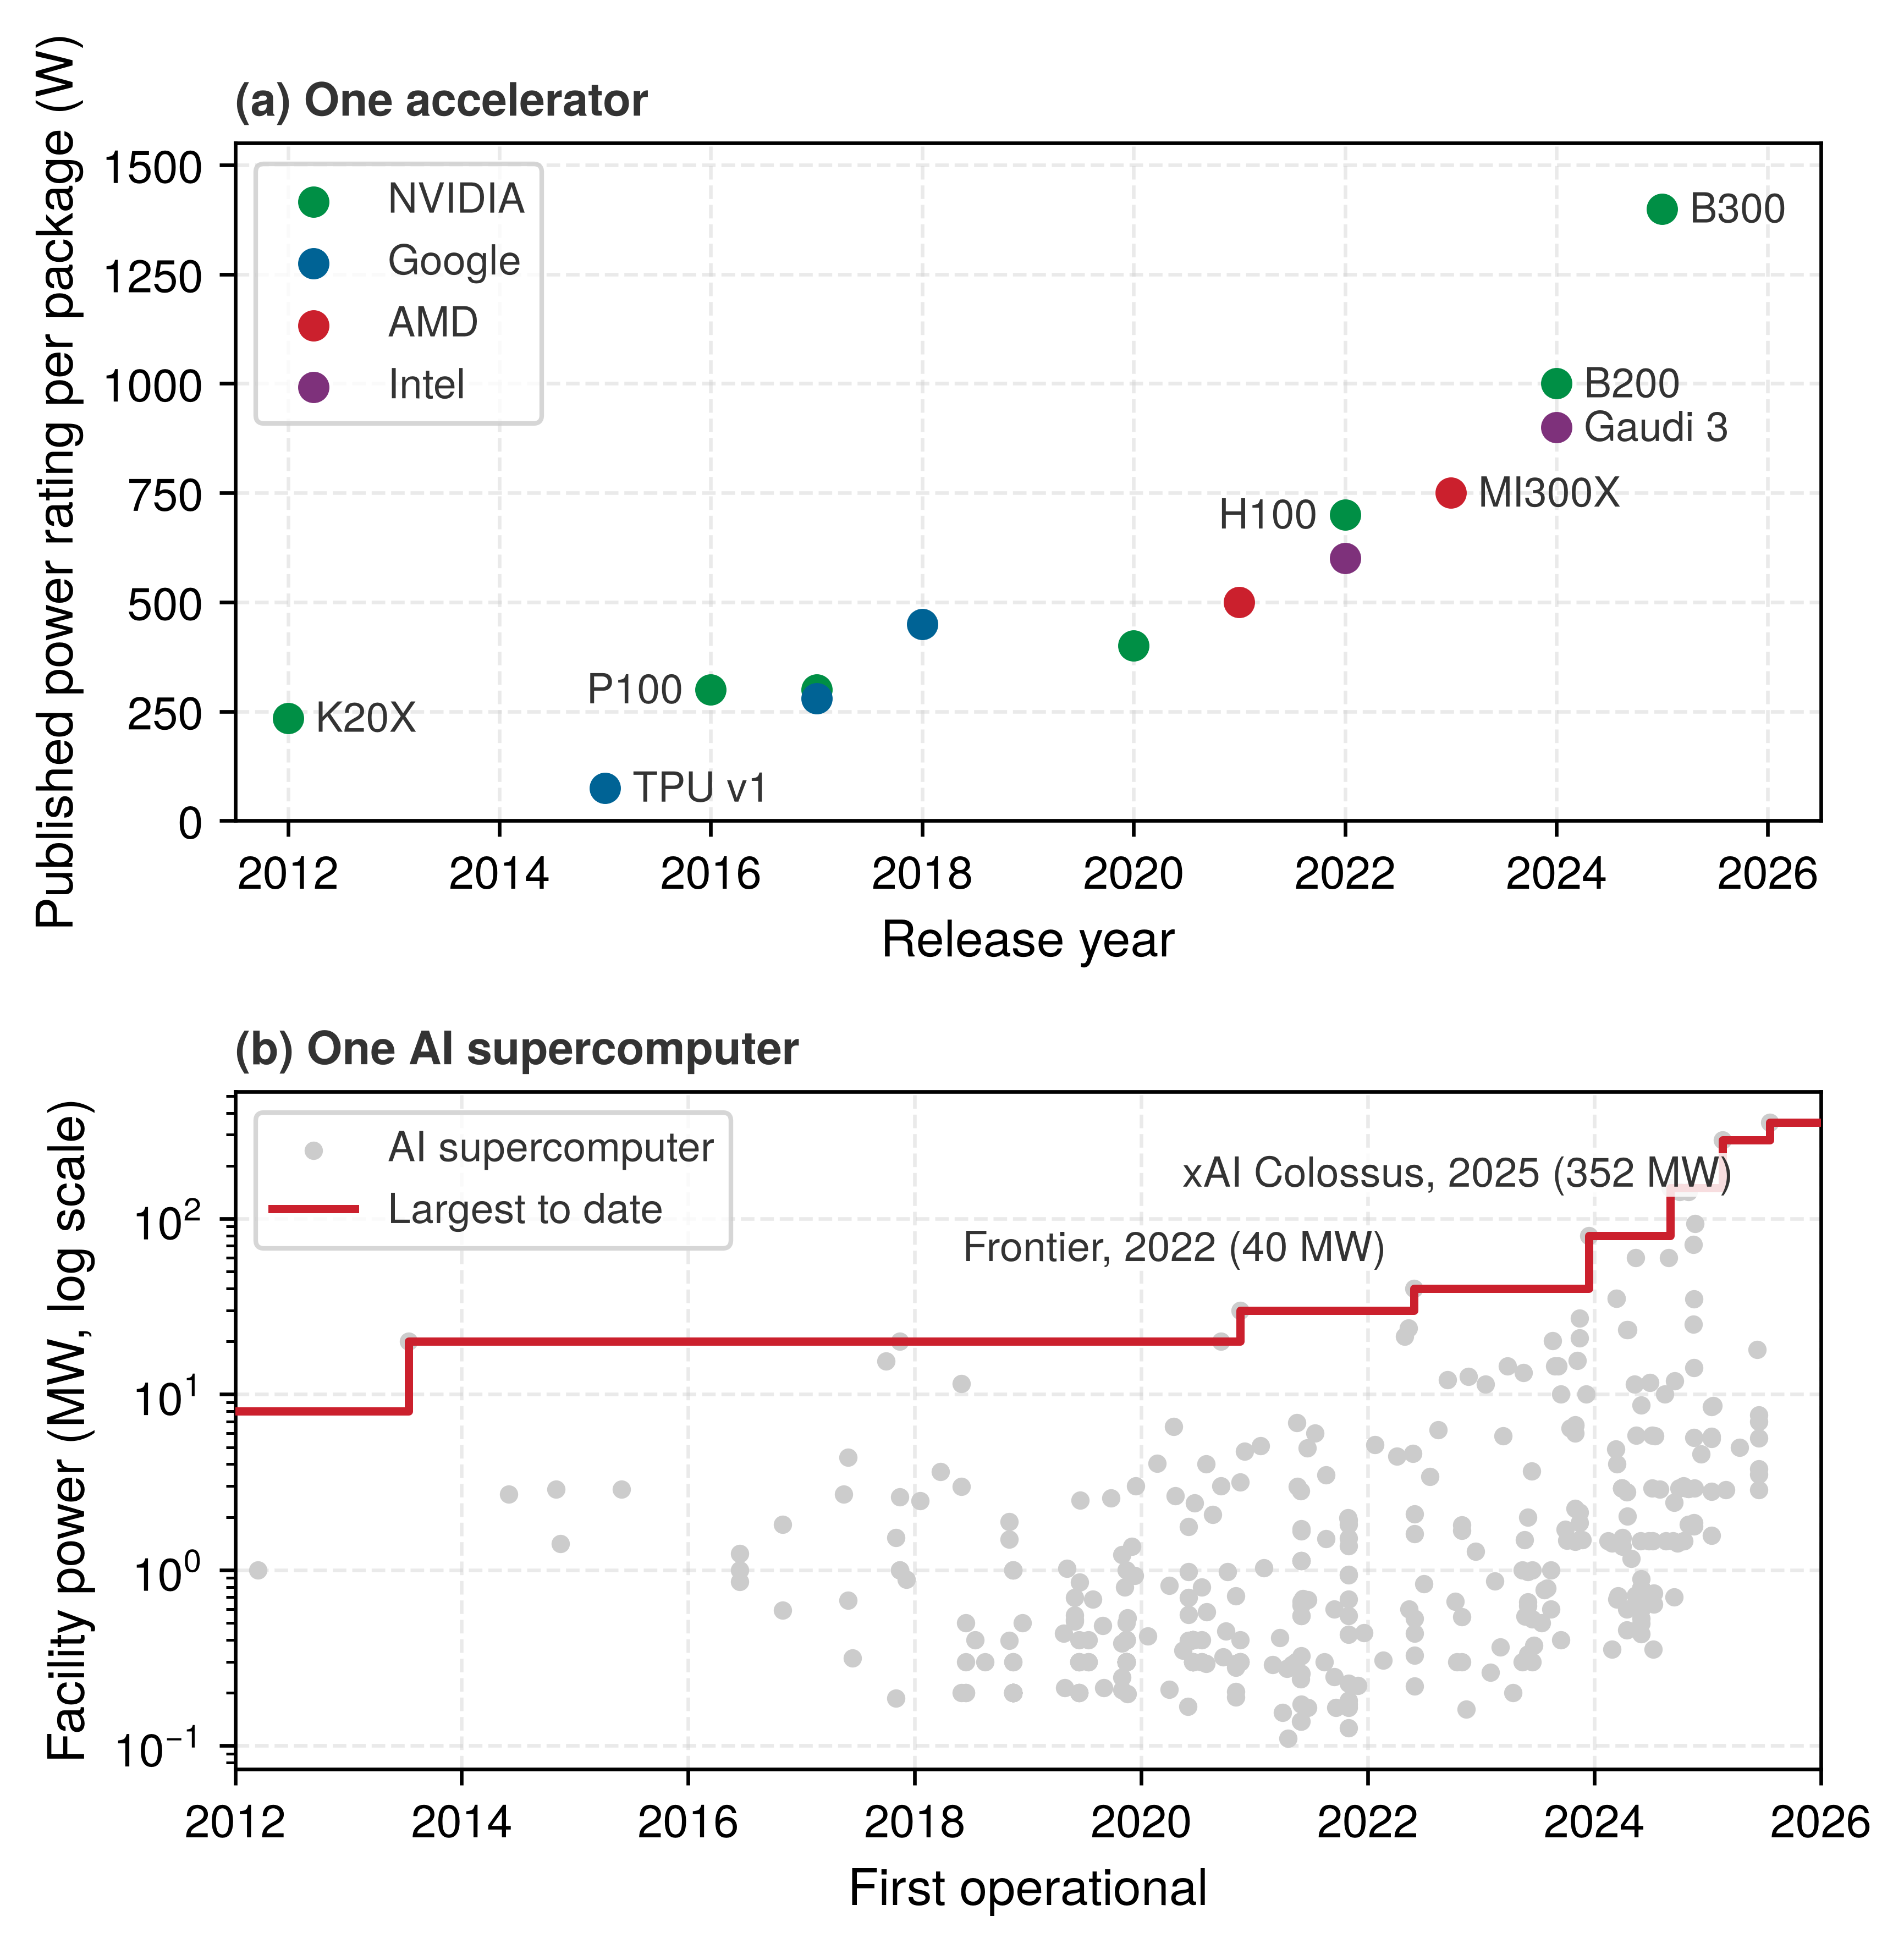 (a) One accelerator
Published power rating per package (W)
1500
1250
1000
750
500
250
0
NVIDIA
Google
AMD
Intel
B300
B200
Gaudi 3
MI300X
H100
P100
K20X
TPU v1
2012 2014 2016 2018 2020 2022 2024 2026
Release year
(b) One AI supercomputer
Facility power (MW, log scale)
10²
10¹
10⁰
10⁻¹
AI supercomputer
Largest to date
xAI Colossus, 2025 (352 MW)
Frontier, 2022 (40 MW)
2012 2014 2016 2018 2020 2022 2024 2026
First operational